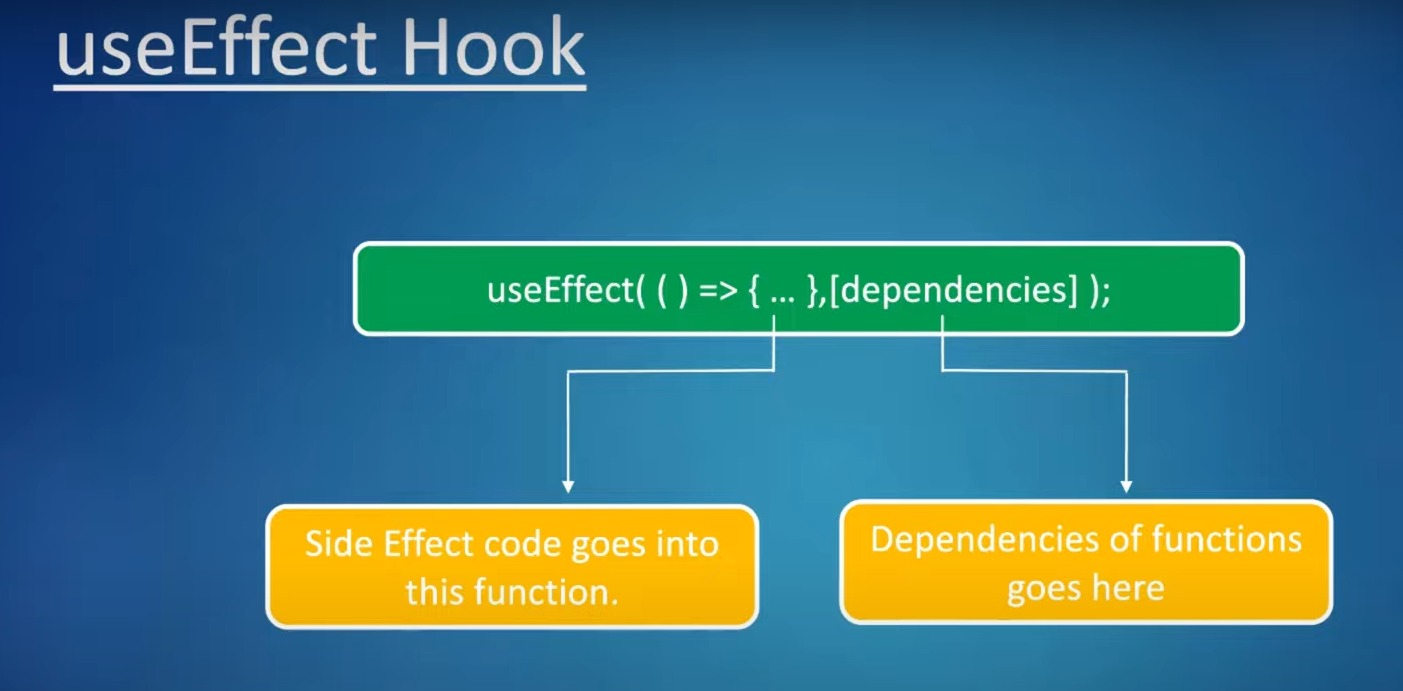 useEffect Hook
useEffect( ( ) => { ... },[dependencies] );
Side Effect code goes into
this function.
Dependencies of functions
goes here